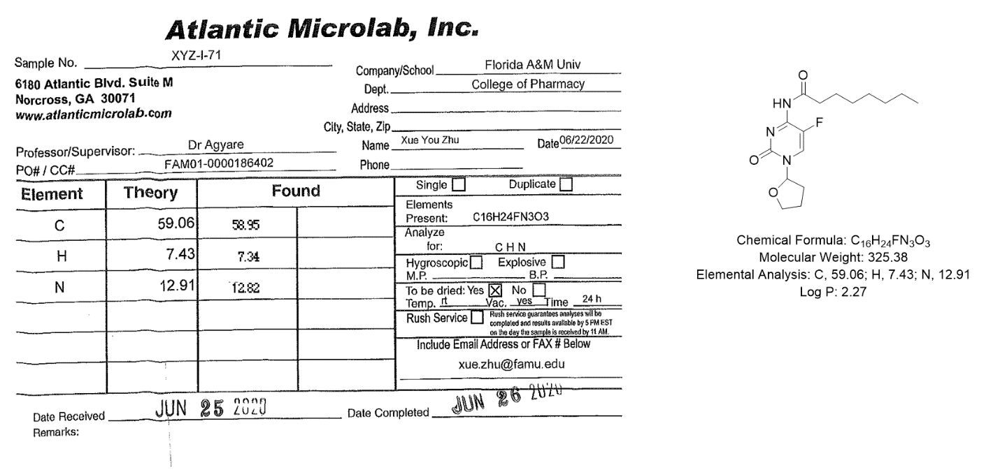 Atlantic Microlab, Inc.
Sample No. XYZ-I-71
6180 Atlantic Blvd. Suite M
Norcross, GA 30071
www.atlanticmicrolab.com
Professor/Supervisor: Dr Agyare
PO# / CC# FAM01-0000186402
Company/School Florida A&M Univ
Dept. College of Pharmacy
Address
City, State, Zip
Name Xue You Zhu Date 06/22/2020
Phone
Element Theory Found
C 59.06 58.95
H 7.43 7.34
N 12.91 12.82
Single Duplicate
Elements
Present: C16H24FN3O3
Analyze
for: C H N
Hygroscopic Explosive
M.P. B.P.
To be dried: Yes No
Temp. rt Vac. yes Time 24 h
Rush Service
Rush service guarantees analyses will be
completed and results available by 5 PM EST
on the day the sample is received by 11 AM.
Include Email Address or FAX # Below
xue.zhu@famu.edu
Date Received JUN 25 2020
Date Completed JUN 26 2020
Remarks:
O
HN
F
N
O
N
O
Chemical Formula: C16H24FN3O3
Molecular Weight: 325.38
Elemental Analysis: C, 59.06; H, 7.43; N, 12.91
Log P: 2.27